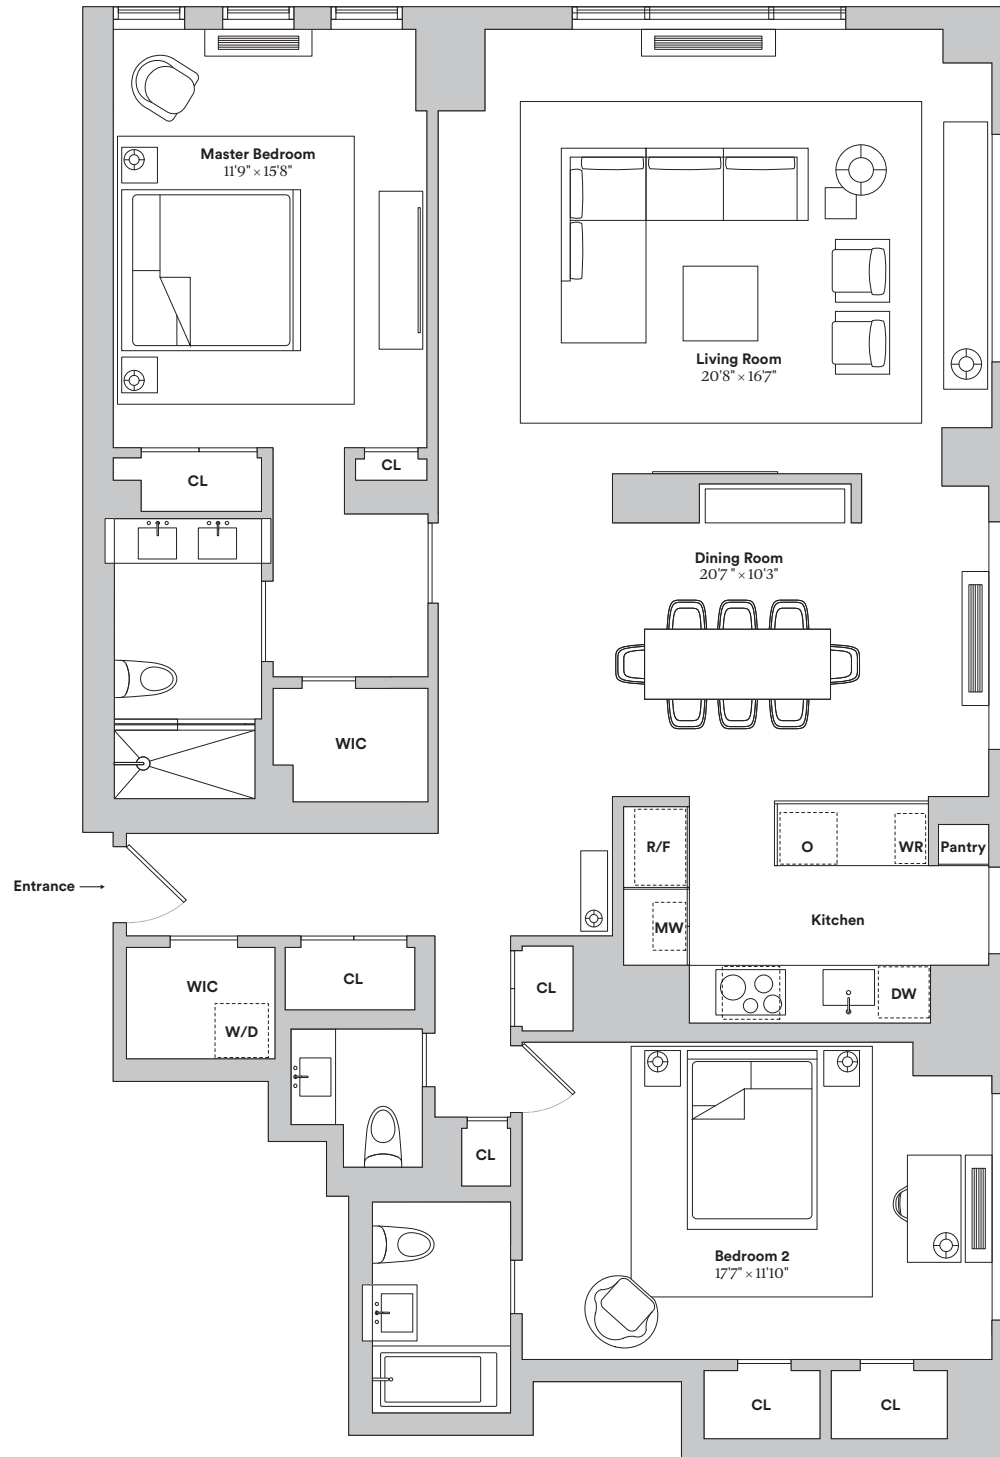 Master Bedroom
11'9" × 15'8"
Living Room
20'8" × 16'7"
CL
CL
Dining Room
20'7" × 10'3"
WIC
R/F
O
WR
Pantry
Entrance
Kitchen
MW
WIC
CL
CL
DW
W/D
CL
Bedroom 2
17'7" × 11'10"
CL
CL